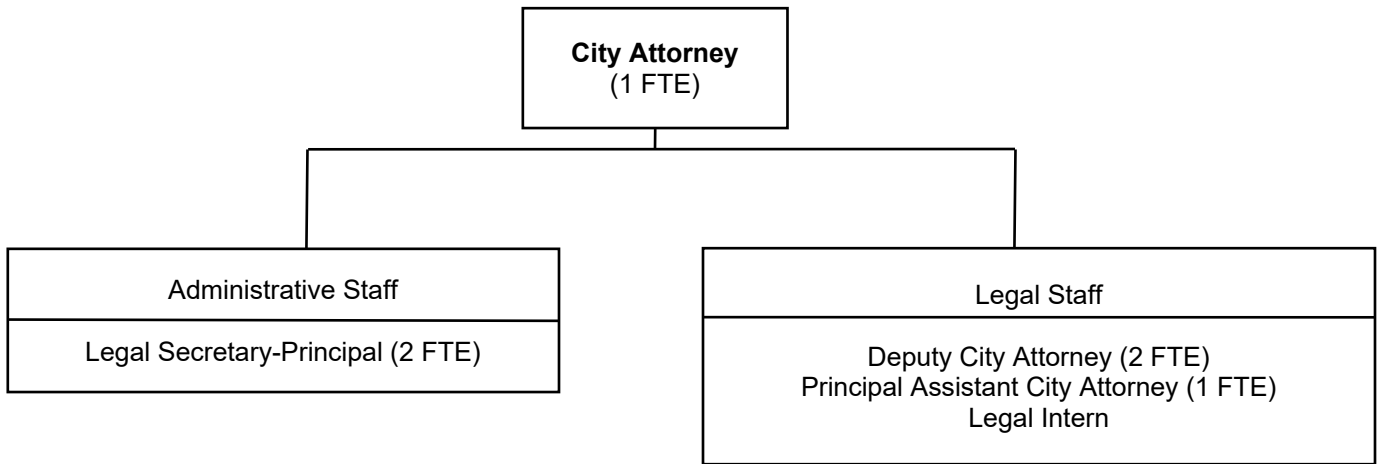 City Attorney
(1 FTE)
Administrative Staff
Legal Secretary-Principal (2 FTE)
Legal Staff
Deputy City Attorney (2 FTE)
Principal Assistant City Attorney (1 FTE)
Legal Intern